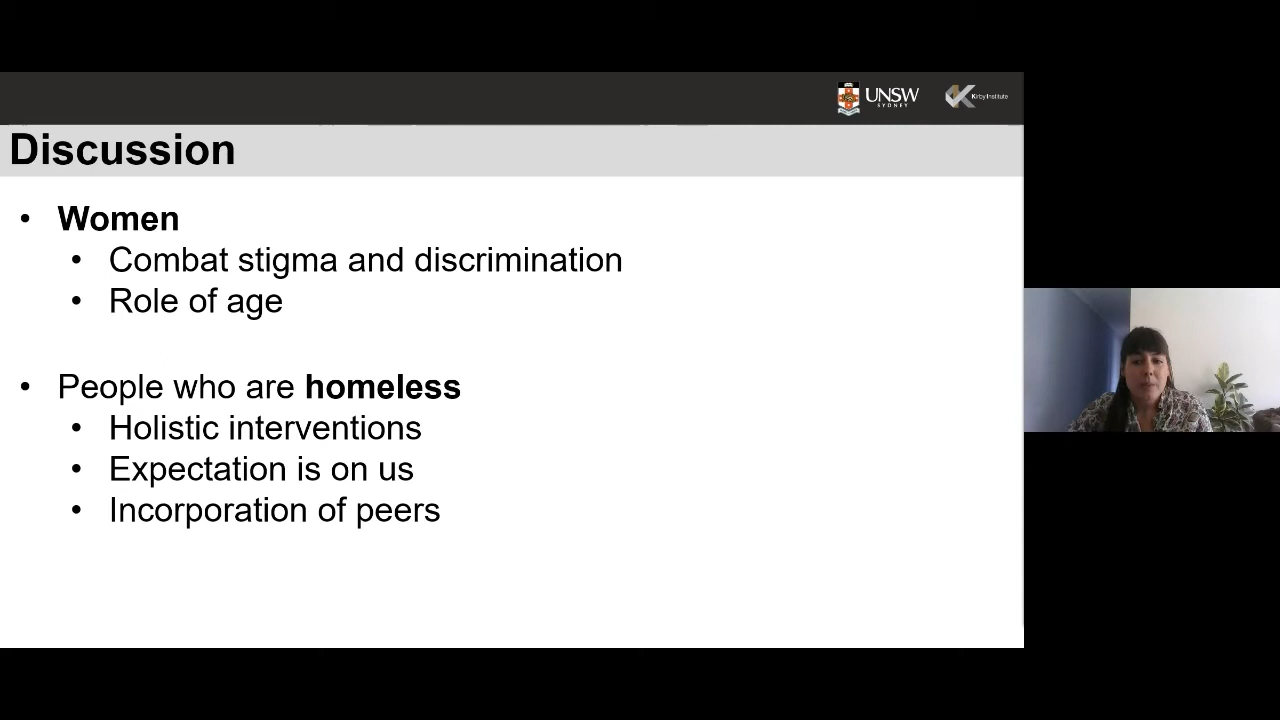 UNSW
SYDNEY
Kirby Institute
Discussion
• Women
• Combat stigma and discrimination
• Role of age
• People who are homeless
• Holistic interventions
• Expectation is on us
• Incorporation of peers